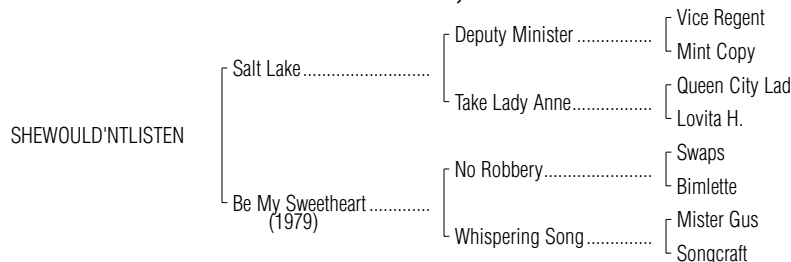 Vice Regent
Deputy Minister ................
Mint Copy
Salt Lake...........................
Queen City Lad
Take Lady Anne.................
Lovita H.
SHEWOULD'NTLISTEN
Swaps
No Robbery.......................
Bimlette
Be My Sweetheart .............
(1979)
Mister Gus
Whispering Song..............
Songcraft